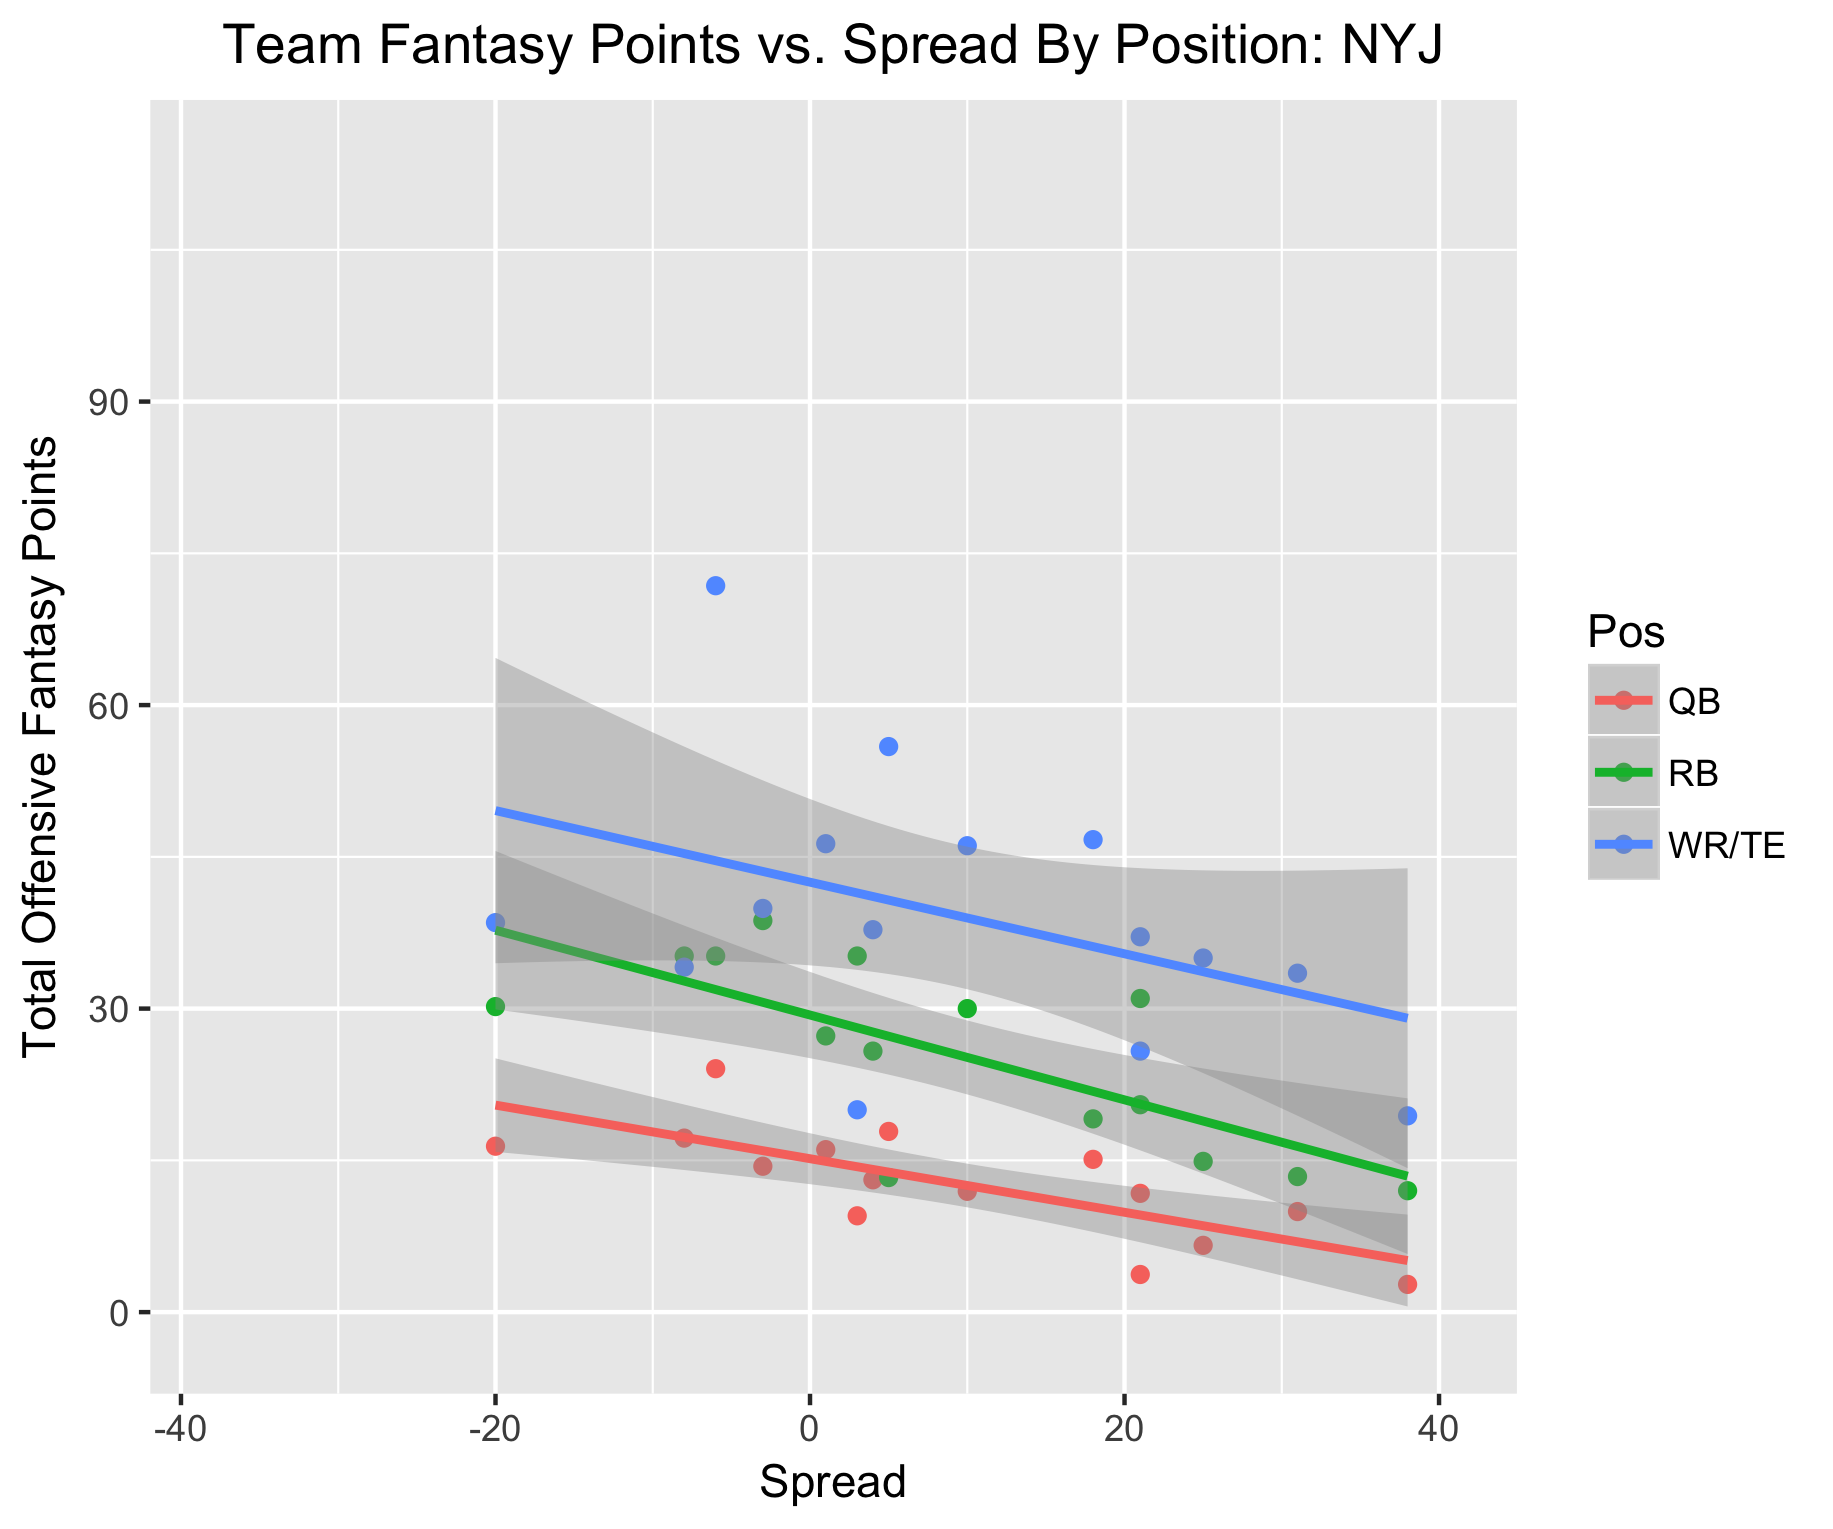 Team Fantasy Points vs. Spread By Position: NYJ
Total Offensive Fantasy Points
90
60
30
0
-40
-20
0
20
40
Spread
Pos
QB
RB
WR/TE